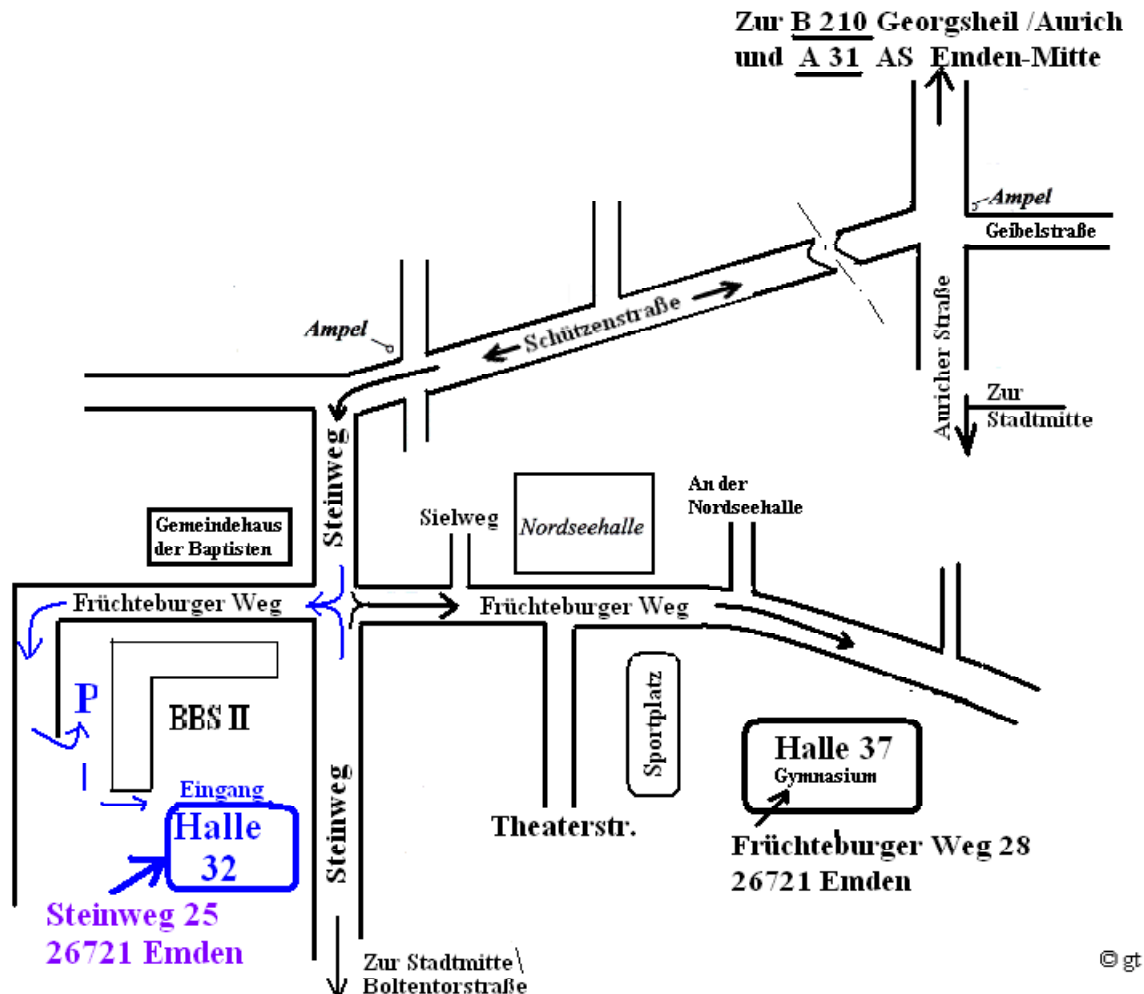 Zur B 210 Georgsheil /Aurich
und A 31 AS Emden-Mitte
Ampel
Geibelstraße
Auricher Straße
Schützenstraße
Ampel
Zur
Stadtmitte
Steinweg
An der
Nordseehalle
Sielweg
Nordseehalle
Gemeindehaus
der Baptisten
Früchteburger Weg
Früchteburger Weg
P
BBS II
Sportplatz
Halle 37
Gymnasium
Eingang
Halle
32
Steinweg
Theaterstr.
Früchteburger Weg 28
26721 Emden
Steinweg 25
26721 Emden
Zur Stadtmitte\
Boltentorstraße
© gt